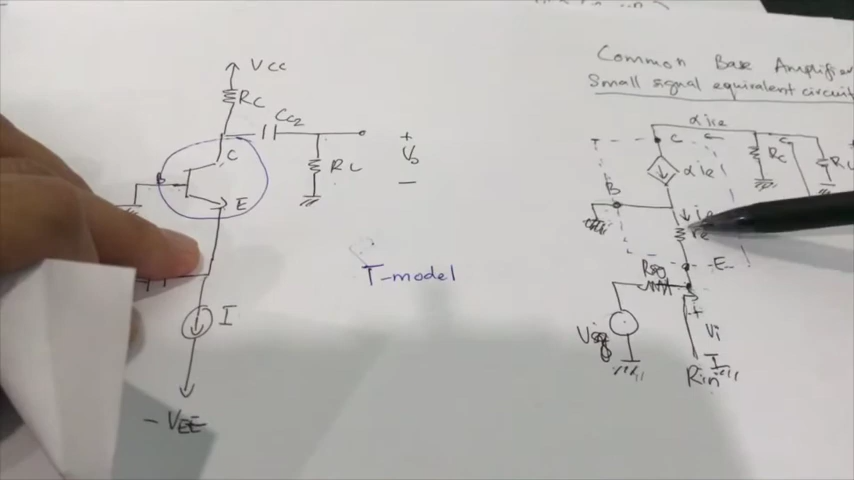 Vcc
Rc
Cc2
C
B
E
RL
+
Vo
−
I
-VEE
T-model
Common Base Amplifier
Small signal equivalent circuit
αie
C
Rc
RL
αie
B
ie
re
E
Rsig
Vsig
+
Vi
Rin